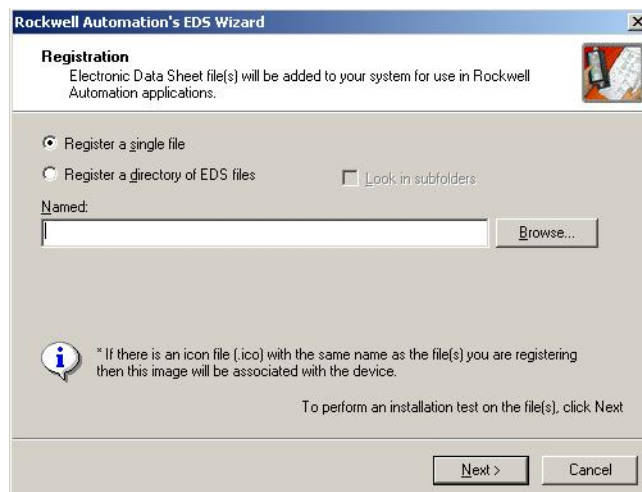 Rockwell Automation's EDS Wizard
Registration
Electronic Data Sheet file(s) will be added to your system for use in Rockwell
Automation applications.
Register a single file
Register a directory of EDS files
Look in subfolders
Named:
Browse...
* If there is an icon file (.ico) with the same name as the file(s) you are registering
then this image will be associated with the device.
To perform an installation test on the file(s), click Next
Next >
Cancel